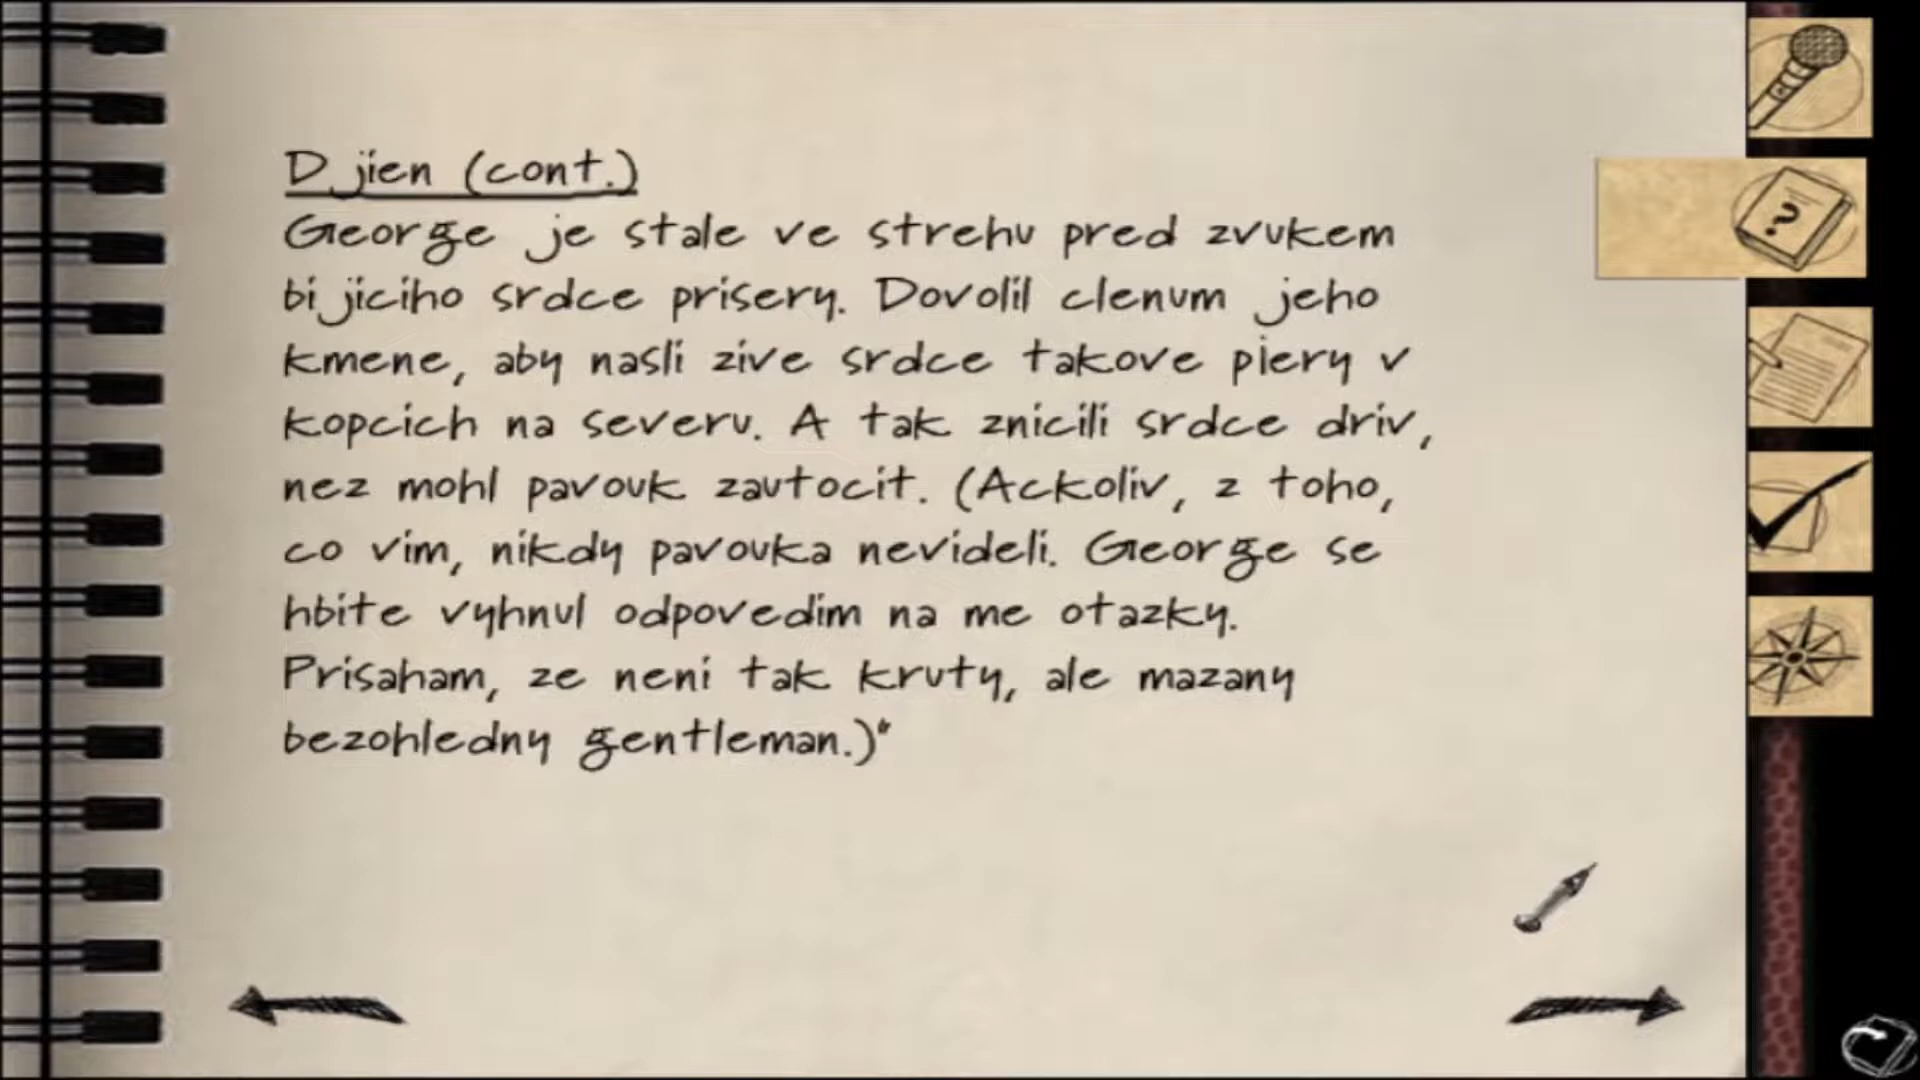 Djien (cont.)
George je stale ve strehu pred zvukem
bijiciho srdce prisery. Dovolil clenum jeho
kmene, aby nasli zive srdce takove piery v
kopcich na severu. A tak znicili srdce driv,
nez mohl pavouk zautocit. (Ackoliv, z toho,
co vim, nikdy pavouka nevideli. George se
hbite vyhnul odpovedim na me otazky.
Prisaham, ze neni tak kruty, ale mazany
bezohledny gentleman.)"
?